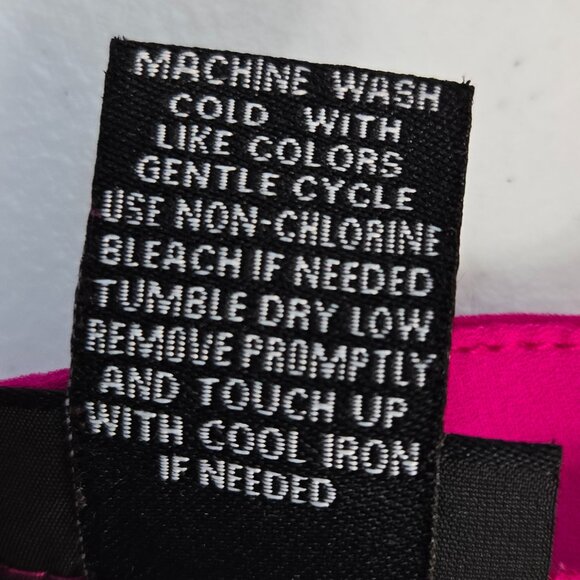 MACHINE WASH
COLD WITH
LIKE COLORS
GENTLE CYCLE
USE NON-CHLORINE
BLEACH IF NEEDED
TUMBLE DRY LOW
REMOVE PROMPTLY
AND TOUCH UP
WITH COOL IRON
IF NEEDED